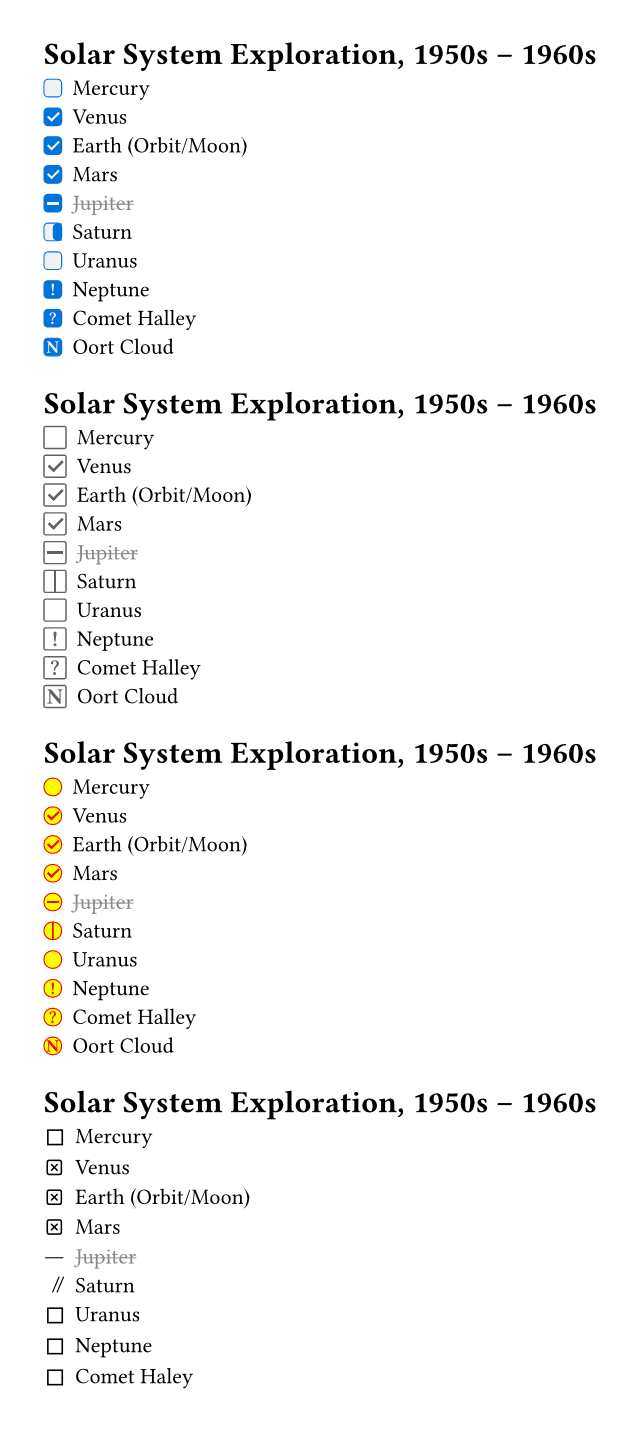 Solar System Exploration, 1950s – 1960s
Mercury
Venus
Earth (Orbit/Moon)
Mars
Jupiter
Saturn
Uranus
! Neptune
? Comet Halley
N Oort Cloud
Solar System Exploration, 1950s – 1960s
Mercury
Venus
Earth (Orbit/Moon)
Mars
Jupiter
Saturn
Uranus
! Neptune
? Comet Halley
N Oort Cloud
Solar System Exploration, 1950s – 1960s
Mercury
Venus
Earth (Orbit/Moon)
Mars
Jupiter
Saturn
Uranus
! Neptune
? Comet Halley
N Oort Cloud
Solar System Exploration, 1950s – 1960s
Mercury
Venus
Earth (Orbit/Moon)
Mars
— Jupiter
// Saturn
Uranus
Neptune
Comet Haley